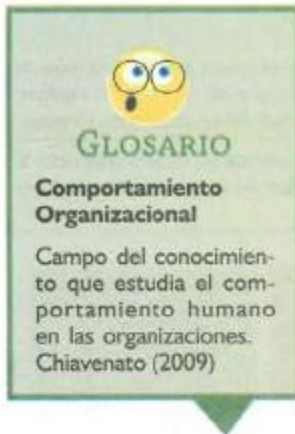 GLOSARIO
Comportamiento
Organizacional
Campo del conocimien-
to que estudia el com-
portamiento humano
en las organizaciones.
Chiavenato (2009)